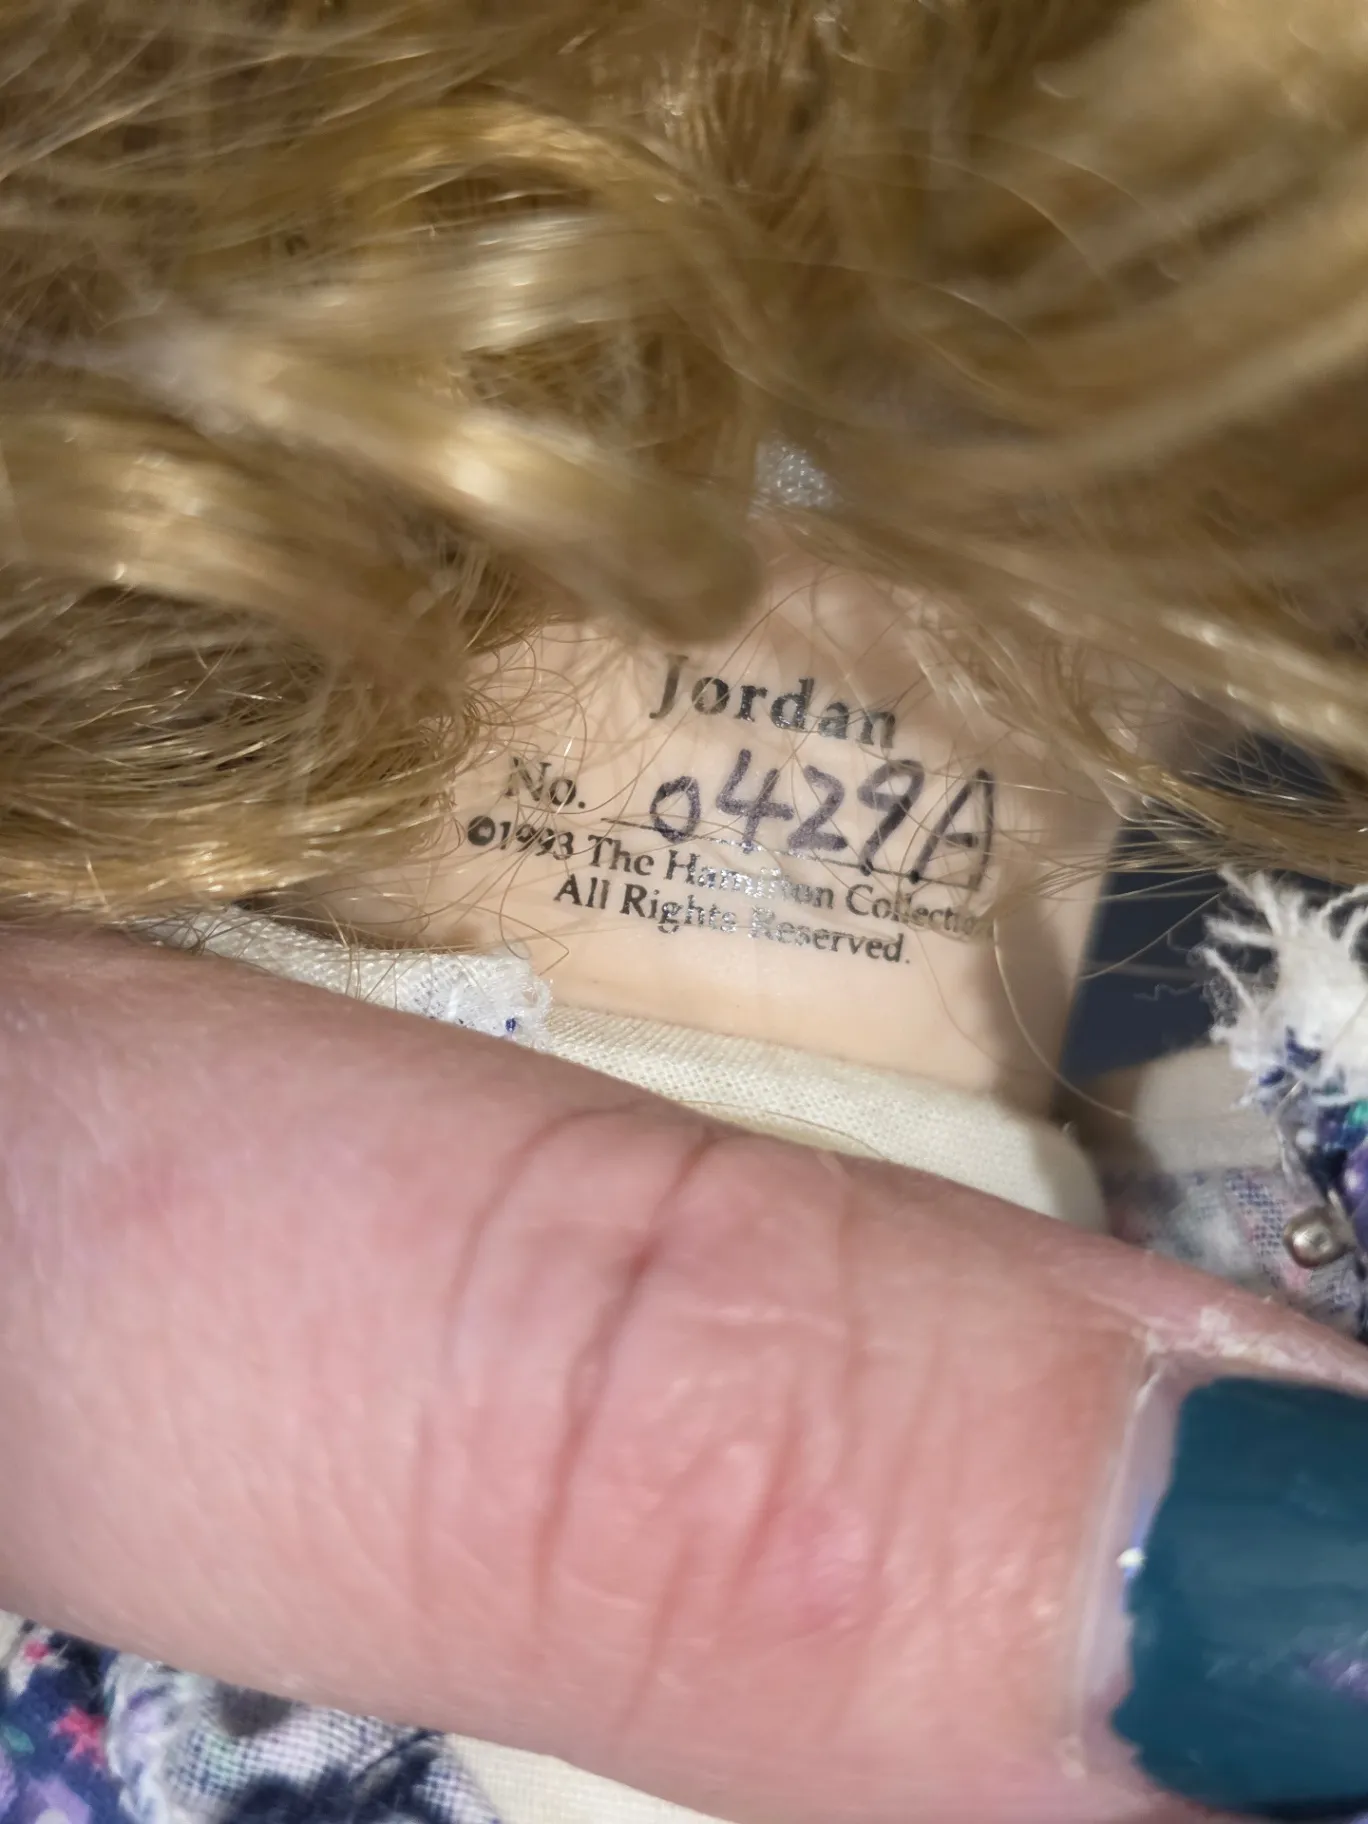 Jordan
No. 0429A
©1993 The Hamilton Collection
All Rights Reserved.